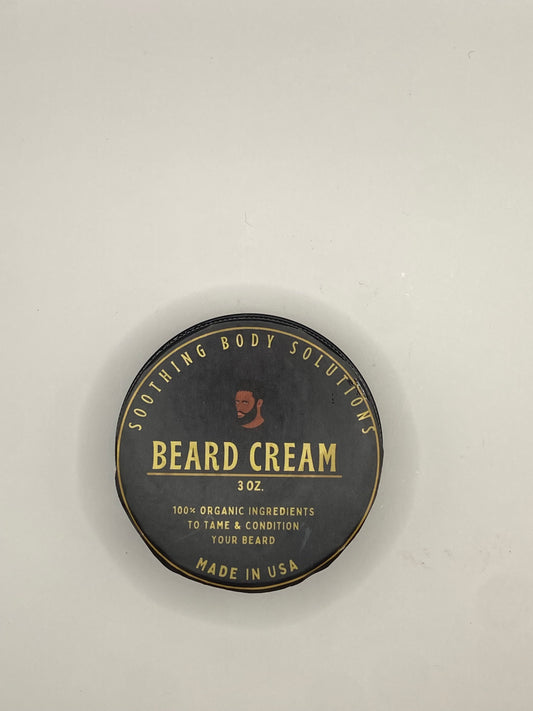 SOOTHING BODY SOLUTIONS
BEARD CREAM
3 OZ.
100% ORGANIC INGREDIENTS
TO TAME & CONDITION
YOUR BEARD
MADE IN USA